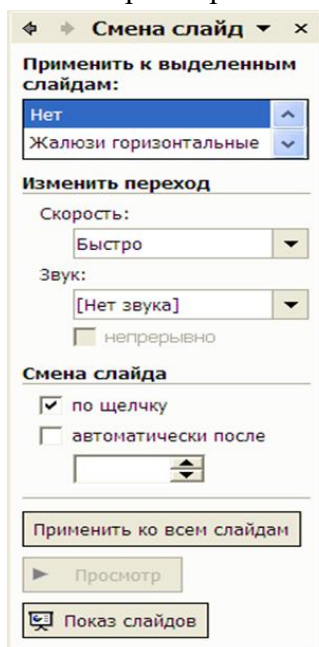 Смена слайд
Применить к выделенным
слайдам:
Нет
Жалюзи горизонтальные
Изменить переход
Скорость:
Быстро
Звук:
[Нет звука]
непрерывно
Смена слайда
по щелчку
автоматически после
Применить ко всем слайдам
Просмотр
Показ слайдов